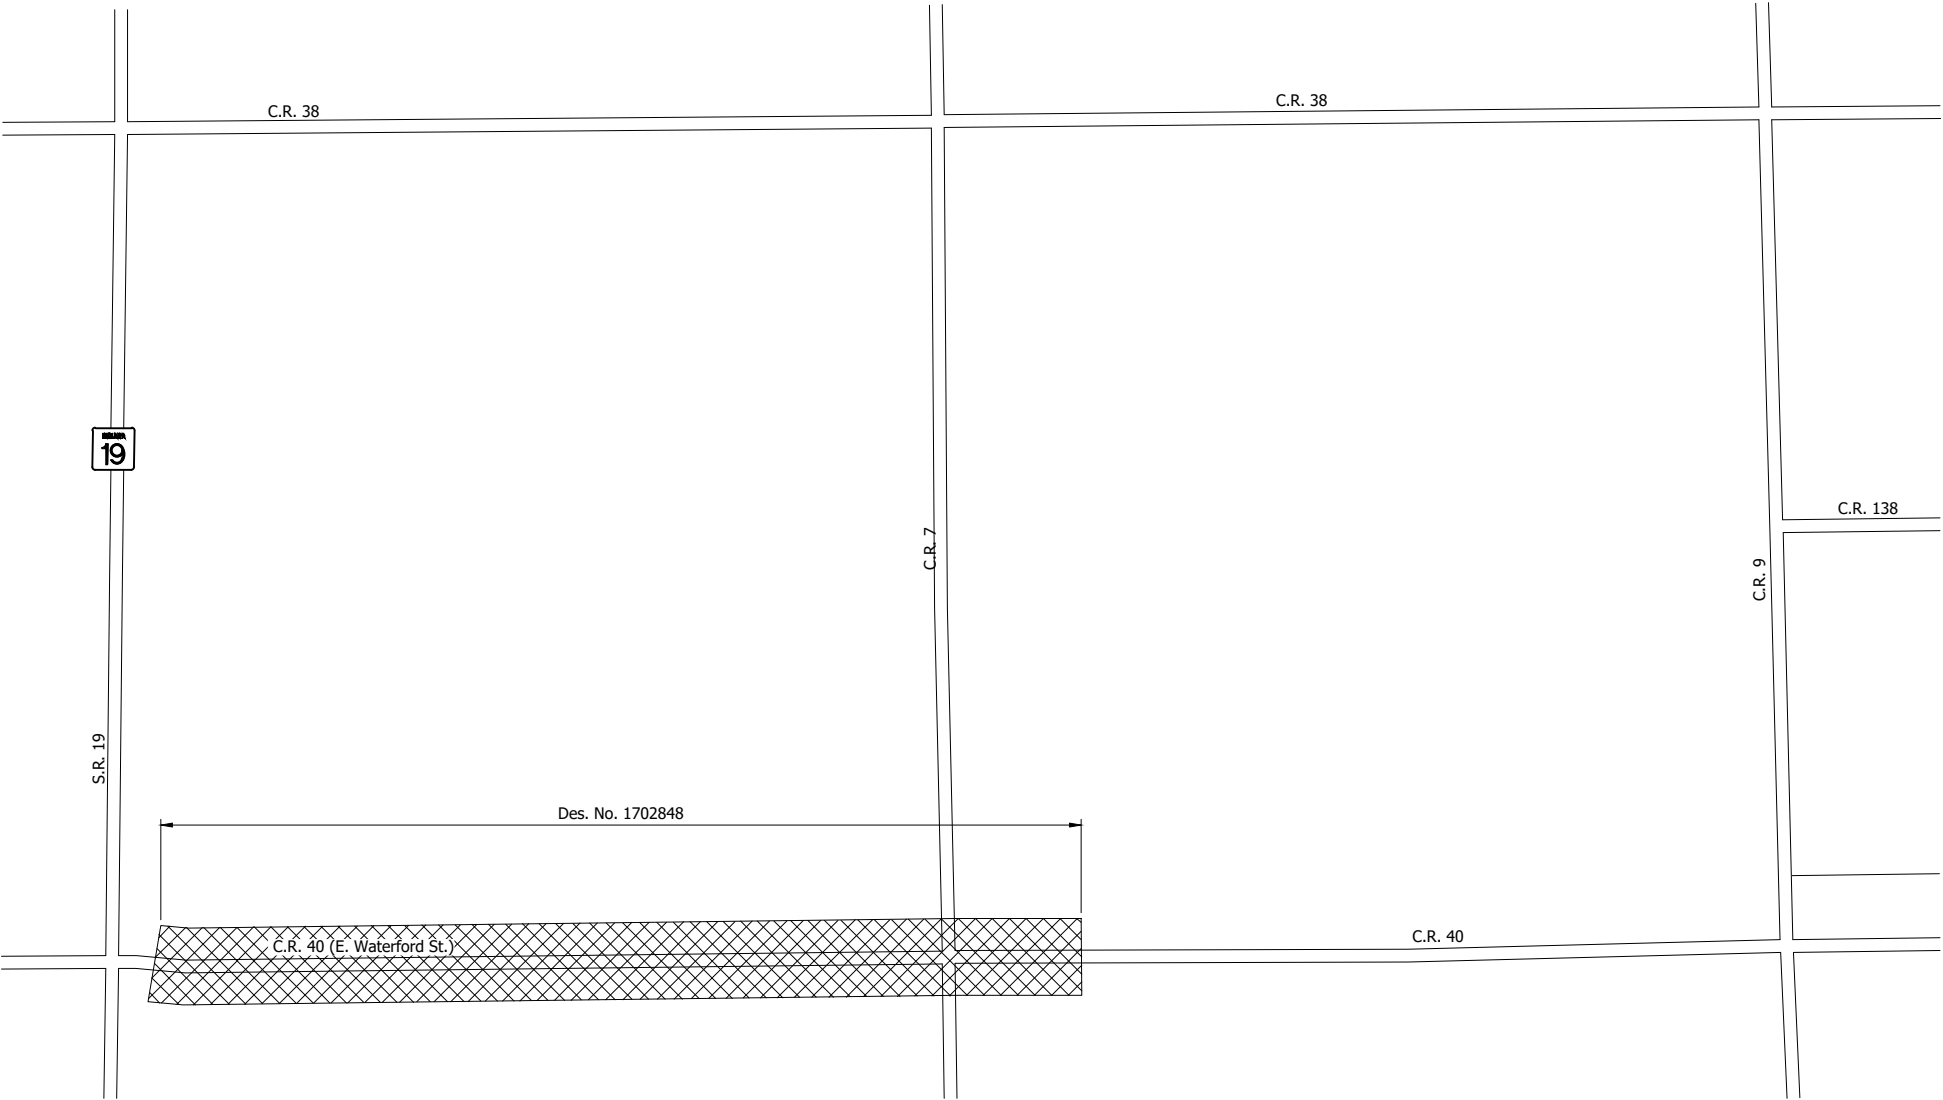 C.R. 38
C.R. 38
19
C.R. 138
C.R. 7
C.R. 9
S.R. 19
Des. No. 1702848
C.R. 40 (E. Waterford St.)
C.R. 40